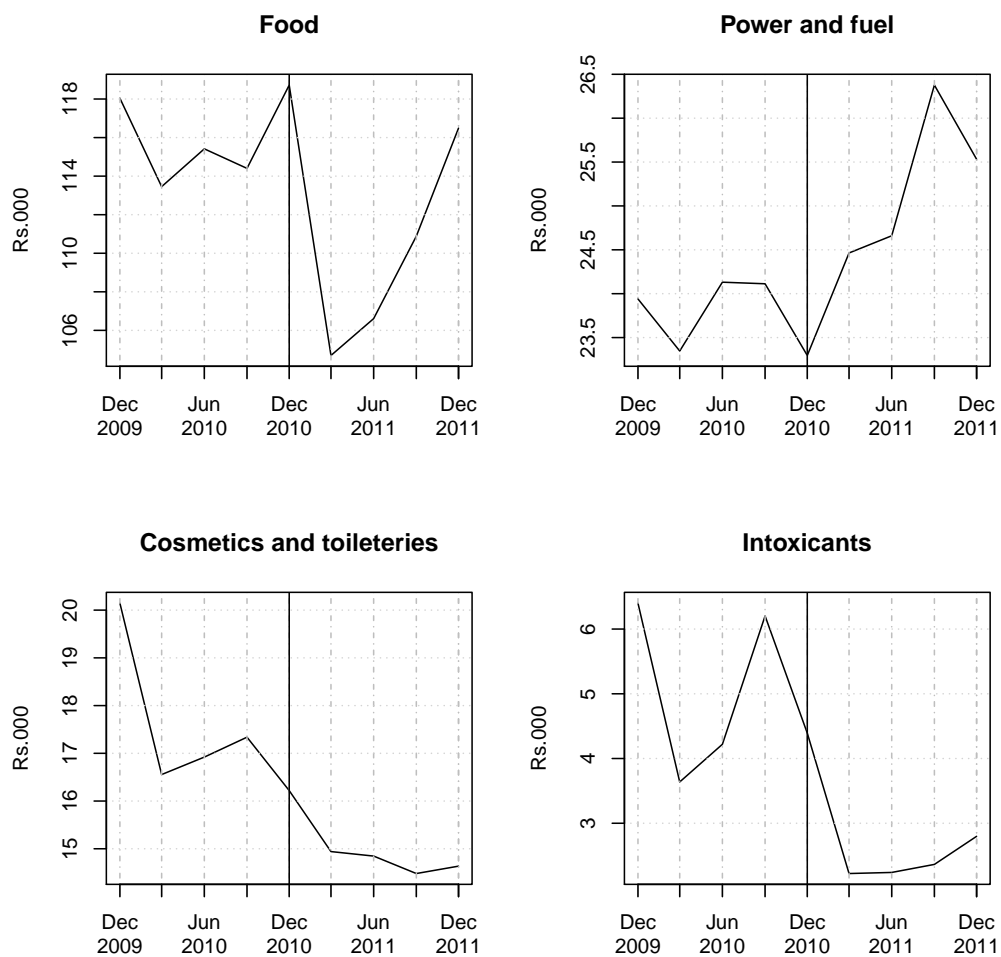 Food
Rs.000
118
114
110
106
Dec Jun Dec Jun Dec
2009 2010 2010 2011 2011
Power and fuel
Rs.000
26.5
25.5
24.5
23.5
Dec Jun Dec Jun Dec
2009 2010 2010 2011 2011
Cosmetics and toileteries
Rs.000
20
19
18
17
16
15
Dec Jun Dec Jun Dec
2009 2010 2010 2011 2011
Intoxicants
Rs.000
6
5
4
3
Dec Jun Dec Jun Dec
2009 2010 2010 2011 2011